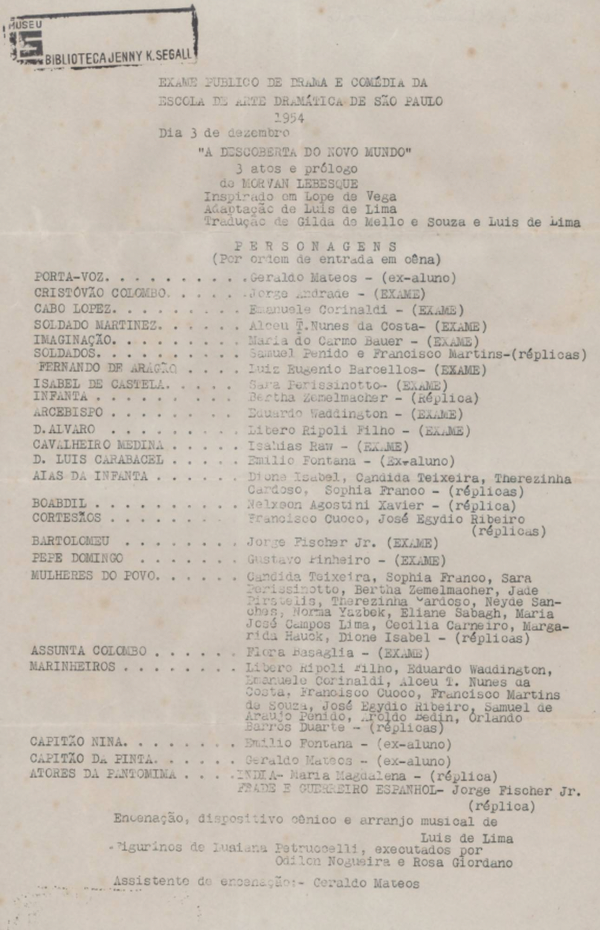 MUSEU
BIBLIOTECA JENNY K. SEGALL
EXAME PUBLICO DE DRAMA E COMÉDIA DA
ESCOLA DE ARTE DRAMÁTICA DE SÃO PAULO
1954
Dia 3 de dezembro
"A DESCOBERTA DO NOVO MUNDO"
3 atos e prólogo
de MORVAN LEBESQUE
Inspirado em Lope de Vega
Adaptação de Luis de Lima
Tradução de Gilda de Mello e Souza e Luis de Lima
P E R S O N A G E N S
(Por ordem de entrada em cêna)
PORTA-VOZ. . . . . . . . . . .Geraldo Mateos - (ex-aluno)
CRISTÓVÃO COLOMBO. . . . . . Jorge Andrade - (EXAME)
CABO LOPEZ. . . . . . . . . . Emanuele Corinaldi - (EXAME)
SOLDADO MARTINEZ. . . . . . . Alceu T.Nunes da Costa- (EXAME)
IMAGINAÇÃO. . . . . . . . . . Maria do Carmo Bauer - (EXAME)
SOLDADOS. . . . . . . . . . . Samuel Penido e Francisco Martins-(réplicas)
FERNANDO DE ARAGÃO . . . . . Luiz Eugenio Barcellos- (EXAME)
ISABEL DE CASTELA. . . . . . Sara Perissinotto- (EXAME)
INFANTA . . . . . . . . . . . Bertha Zemelmacher - (Réplica)
ARCEBISPO . . . . . . . . . . Eduardo Waddington - (EXAME)
D.ALVARO . . . . . . . . . . Libero Ripoli Filho - (EXAME)
CAVALHEIRO MEDINA . . . . . Isahias Raw - (EXAME)
D. LUIS CARABACEL . . . . . Emilio Fontana - (Ex-aluno)
AIAS DA INFANTA . . . . . . Dione Isabel, Candida Teixeira, Therezinha
Cardoso, Sophia Franco - (réplicas)
BOABDIL . . . . . . . . . . Nelxson Agostini Xavier - (réplica)
CORTESÃOS . . . . . . . . . Francisco Cuoco, José Egydio Ribeiro
(réplicas)
BARTOLOMEU . . . . . . . . Jorge Fischer Jr. (EXAME)
PEPE DOMINGO . . . . . . . Gustavo Pinheiro - (EXAME)
MULHERES DO POVO. . . . . . Candida Teixeira, Sophia Franco, Sara
Perissinotto, Bertha Zemelmacher, Jade
Therezinha Cardoso, Neyde San-
ches, Norma Yazbek, Eliane Sabagh, Maria
José Campos Lima, Cecilia Carneiro, Marga-
rida Hauck, Dione Isabel - (réplicas)
ASSUNTA COLOMBO . . . . . . Flora Basaglia - (EXAME)
MARINHEIROS . . . . . . . . Libero Ripoli Filho, Eduardo Waddington,
Emanuele Corinaldi, Alceu T. Nunes da
Costa, Francisco Cuoco, Francisco Martins
de Souza, José Egydio Ribeiro, Samuel de
Araujo Penido, Aroldo Bedin, Orlando
Barros Duarte - (réplicas)
CAPITÃO NINA. . . . . . . . Emilio Fontana - (ex-aluno)
CAPITÃO DA PINTA. . . . . . Geraldo Mateos - (ex-aluno)
ATORES DA PANTOMIMA . . . . INDIA- Maria Magdalena - (réplica)
FRADE E GUERREIRO ESPANHOL- Jorge Fischer Jr.
(réplica)
Encenação, dispositivo cênico e arranjo musical de
Luis de Lima
Figurinos de Luciana Petruccelli, executados por
Odilon Nogueira e Rosa Giordano
Assistente de encenação:- Geraldo Mateos